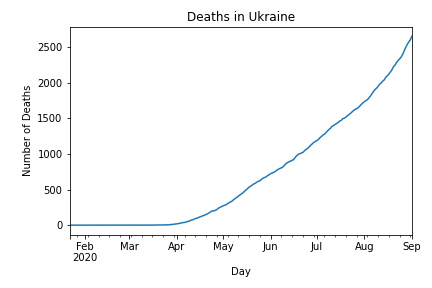 Deaths in Ukraine
Number of Deaths
2500
2000
1500
1000
500
0
Feb Mar Apr May Jun Jul Aug Sep
2020
Day